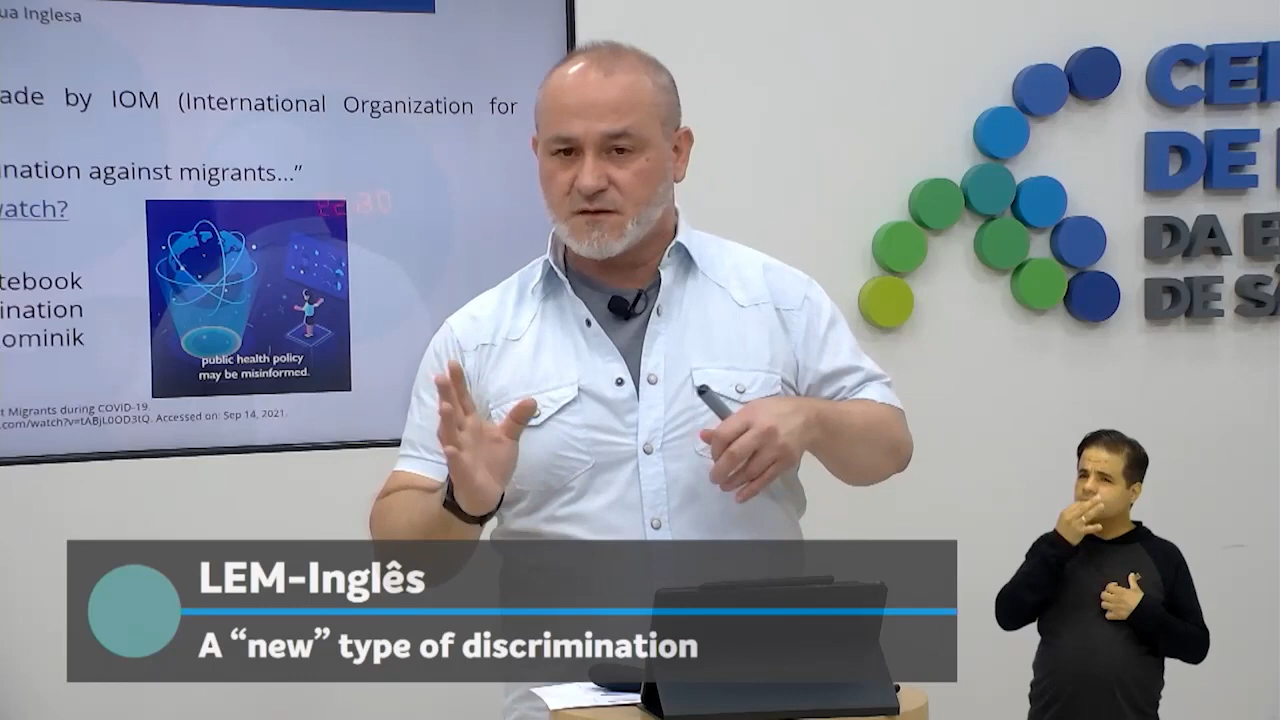 ua Inglesa
ade by IOM (International Organization for
nation against migrants…”
watch?
tebook
ination
ominik
public health policy
may be misinformed.
t Migrants during COVID-19.
.com/watch?v=tABjL0OD3tQ. Accessed on: Sep 14, 2021.
CE
DE
DA E
DE SÃ
LEM-Inglês
A “new” type of discrimination